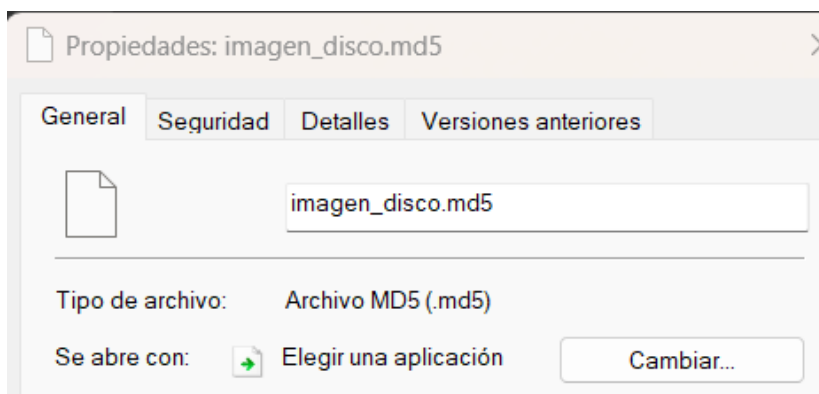 Propiedades: imagen_disco.md5
General Seguridad Detalles Versiones anteriores
imagen_disco.md5
Tipo de archivo: Archivo MD5 (.md5)
Se abre con: Elegir una aplicación Cambiar...